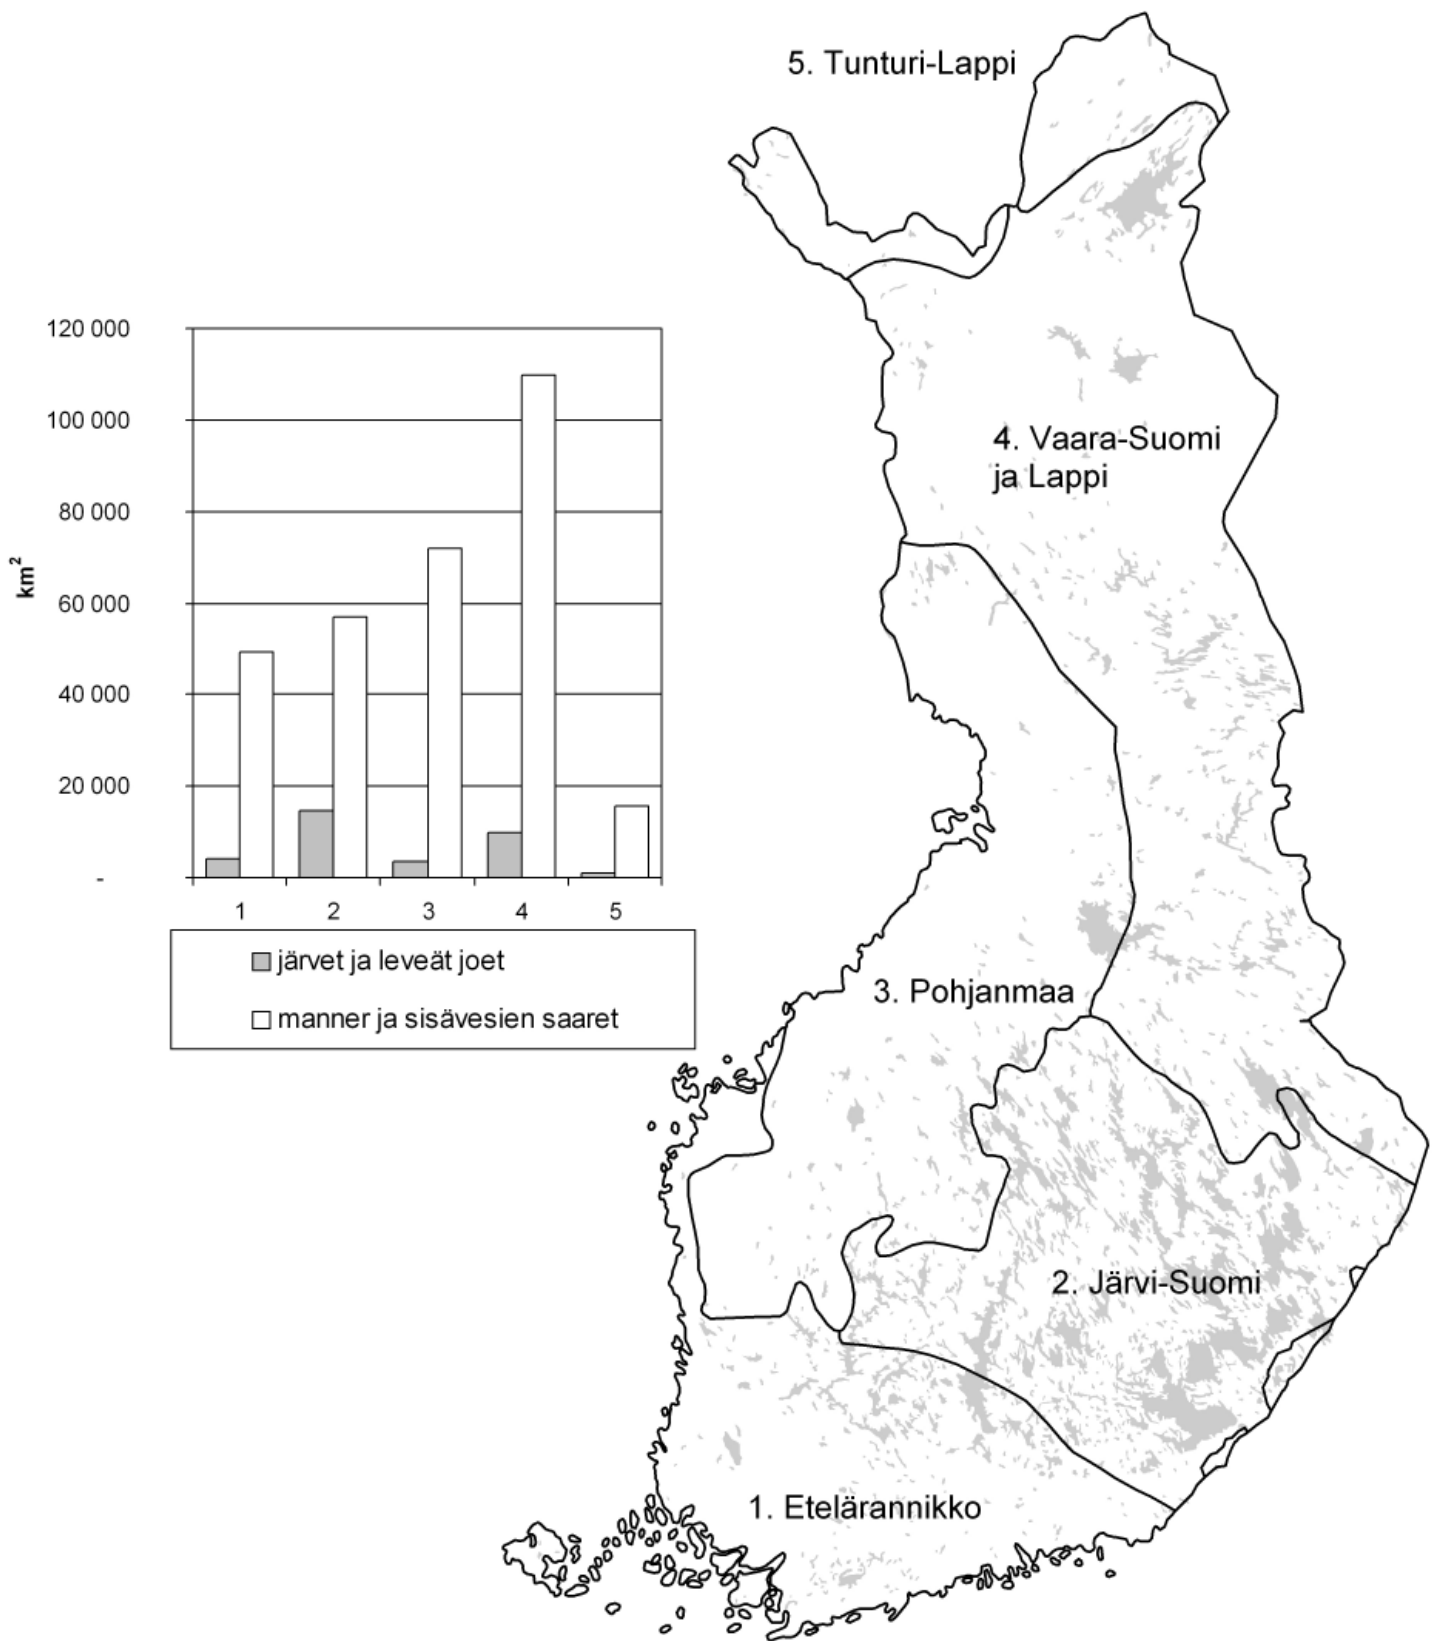 5. Tunturi-Lappi
4. Vaara-Suomi
ja Lappi
3. Pohjanmaa
2. Järvi-Suomi
1. Etelärannikko
120 000
100 000
80 000
60 000
40 000
20 000
-
km²
1 2 3 4 5
järvet ja leveät joet
manner ja sisävesien saaret